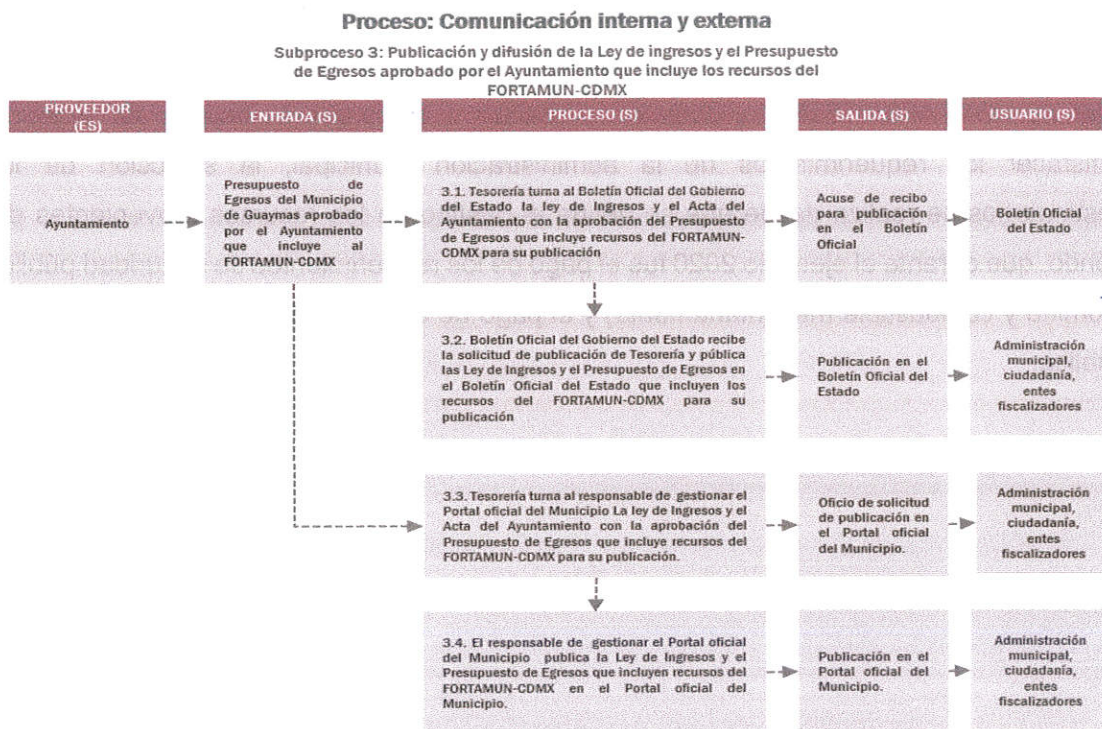 Proceso: Comunicación interna y externa
Subproceso 3: Publicación y difusión de la Ley de ingresos y el Presupuesto
de Egresos aprobado por el Ayuntamiento que incluye los recursos del
FORTAMUN-CDMX
PROVEEDOR
(ES)
ENTRADA (S)
PROCESO (S)
SALIDA (S)
USUARIO (S)
Ayuntamiento
Presupuesto de
Egresos del Municipio
de Guaymas aprobado
por el Ayuntamiento
que incluye al
FORTAMUN-CDMX
3.1. Tesorería turna al Boletín Oficial del Gobierno
del Estado la ley de Ingresos y el Acta del
Ayuntamiento con la aprobación del Presupuesto
de Egresos que incluye recursos del FORTAMUN-
CDMX para su publicación
Acuse de recibo
para publicación
en el Boletín
Oficial
Boletín Oficial
del Estado
3.2. Boletín Oficial del Gobierno del Estado recibe
la solicitud de publicación de Tesorería y pública
las Ley de Ingresos y el Presupuesto de Egresos en
el Boletín Oficial del Estado que incluyen los
recursos del FORTAMUN-CDMX para su
publicación
Publicación en el
Boletín Oficial del
Estado
Administración
municipal,
ciudadanía,
entes
fiscalizadores
3.3. Tesorería turna al responsable de gestionar el
Portal oficial del Municipio La ley de Ingresos y el
Acta del Ayuntamiento con la aprobación del
Presupuesto de Egresos que incluye recursos del
FORTAMUN-CDMX para su publicación.
Oficio de solicitud
de publicación en
el Portal oficial
del Municipio.
Administración
municipal,
ciudadanía,
entes
fiscalizadores
3.4. El responsable de gestionar el Portal oficial
del Municipio publica la Ley de Ingresos y el
Presupuesto de Egresos que incluyen recursos del
FORTAMUN-CDMX en el Portal oficial del
Municipio.
Publicación en el
Portal oficial del
Municipio.
Administración
municipal,
ciudadanía,
entes
fiscalizadores